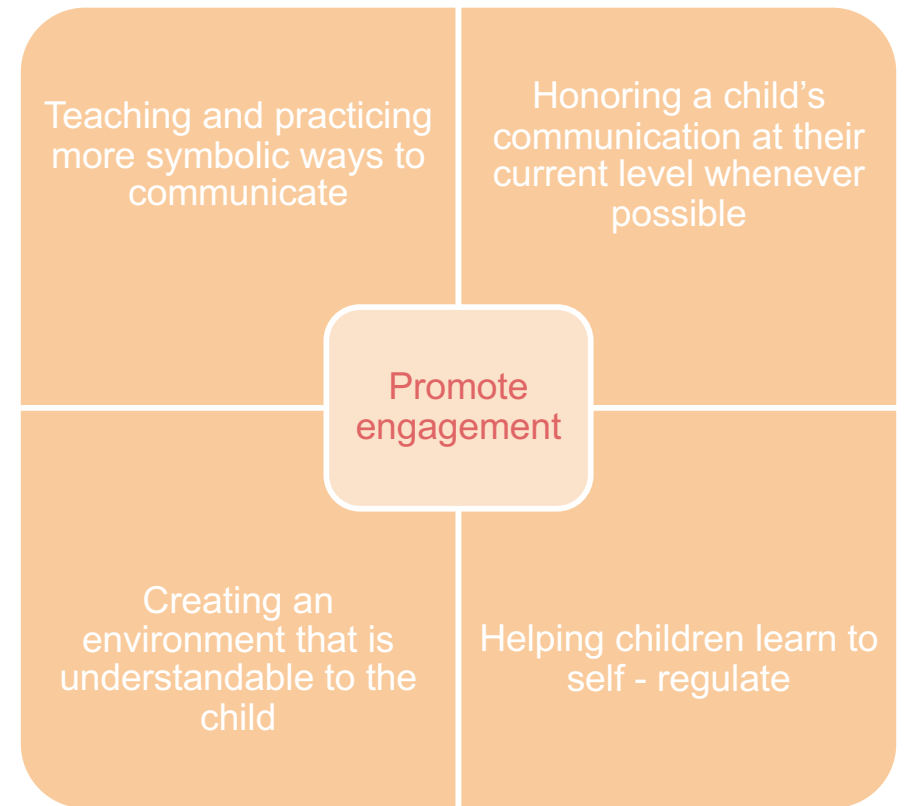 Teaching and practicing
more symbolic ways to
communicate
Honoring a child’s
communication at their
current level whenever
possible
Promote
engagement
Creating an
environment that is
understandable to the
child
Helping children learn to
self - regulate